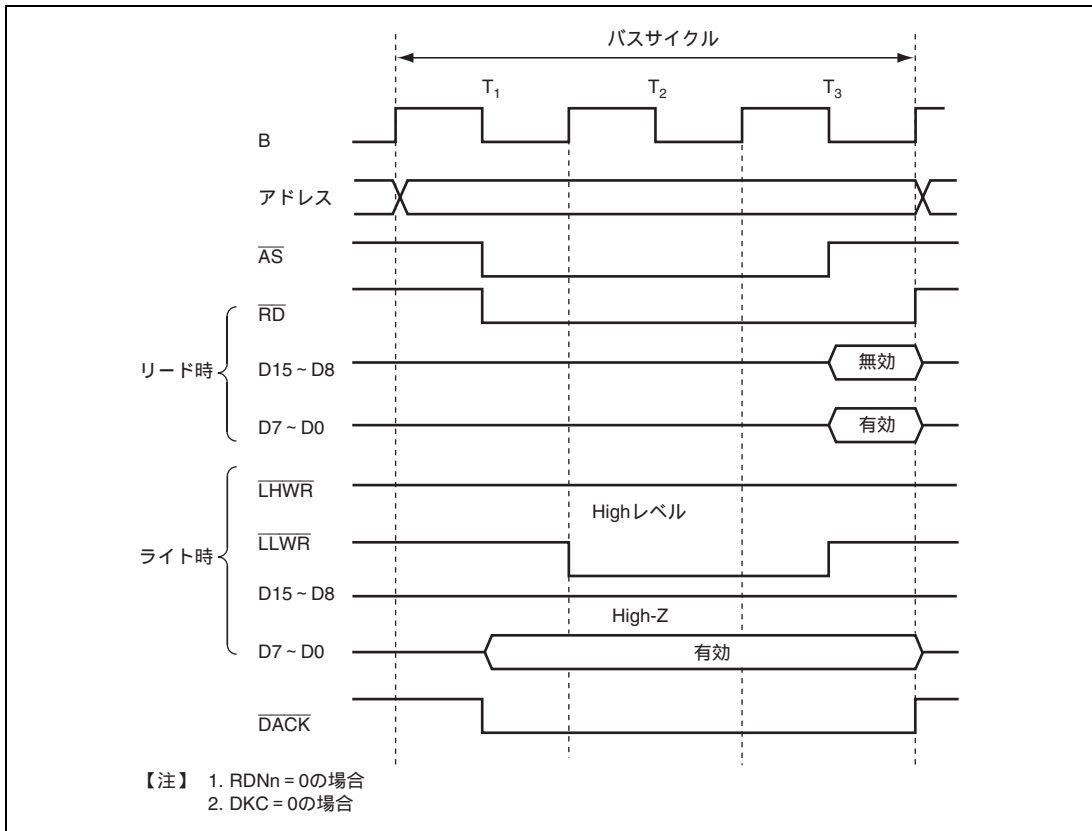 バスサイクル
T1 T2 T3
B
アドレス
AS
RD
リード時
D15 ~ D8 無効
D7 ~ D0 有効
LHWR
Highレベル
LLWR
ライト時
D15 ~ D8
High-Z
D7 ~ D0 有効
DACK
【注】 1. RDNn = 0の場合
2. DKC = 0の場合